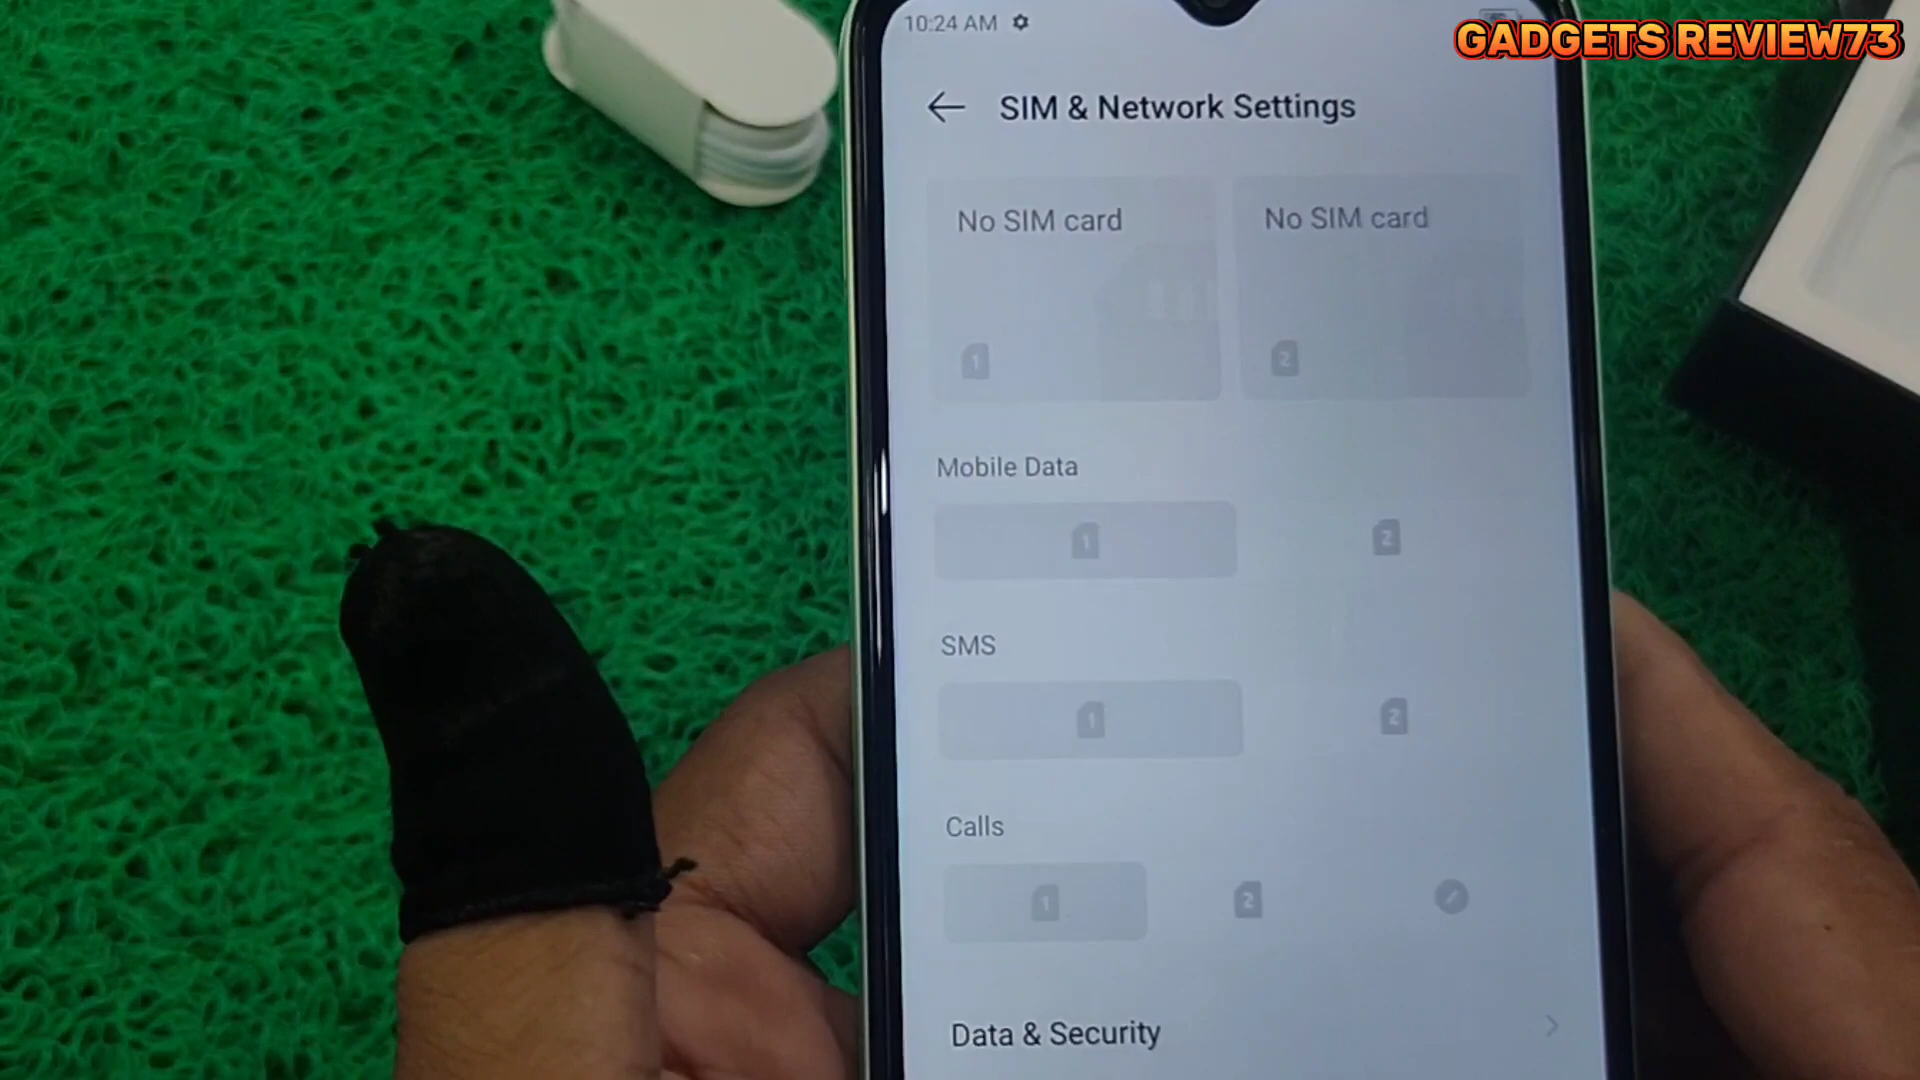 10:24 AM
GADGETS REVIEW73
SIM & Network Settings
No SIM card
No SIM card
1
2
Mobile Data
1
2
SMS
1
2
Calls
1
2
Data & Security